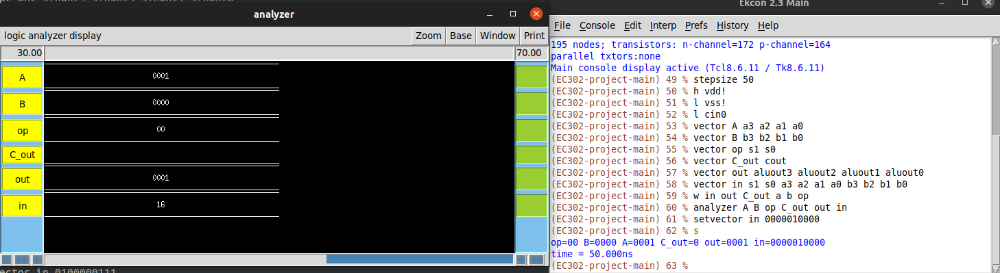 analyzer
logic analyzer display
Zoom Base Window Print
30.00 70.00
A 0001
B 0000
op 00
C_out
out 0001
in 16
ector in 0100000111
tkcon 2.3 Main
File Console Edit Interp Prefs History Help
195 nodes; transistors: n-channel=172 p-channel=164
parallel txtors:none
Main console display active (Tcl8.6.11 / Tk8.6.11)
(EC302-project-main) 49 % stepsize 50
(EC302-project-main) 50 % h vdd!
(EC302-project-main) 51 % l vss!
(EC302-project-main) 52 % l cin0
(EC302-project-main) 53 % vector A a3 a2 a1 a0
(EC302-project-main) 54 % vector B b3 b2 b1 b0
(EC302-project-main) 55 % vector op s1 s0
(EC302-project-main) 56 % vector C_out cout
(EC302-project-main) 57 % vector out aluout3 aluout2 aluout1 aluout0
(EC302-project-main) 58 % vector in s1 s0 a3 a2 a1 a0 b3 b2 b1 b0
(EC302-project-main) 59 % w in out C_out a b op
(EC302-project-main) 60 % analyzer A B op C_out out in
(EC302-project-main) 61 % setvector in 0000010000
(EC302-project-main) 62 % s
op=00 B=0000 A=0001 C_out=0 out=0001 in=0000010000
time = 50.000ns
(EC302-project-main) 63 %